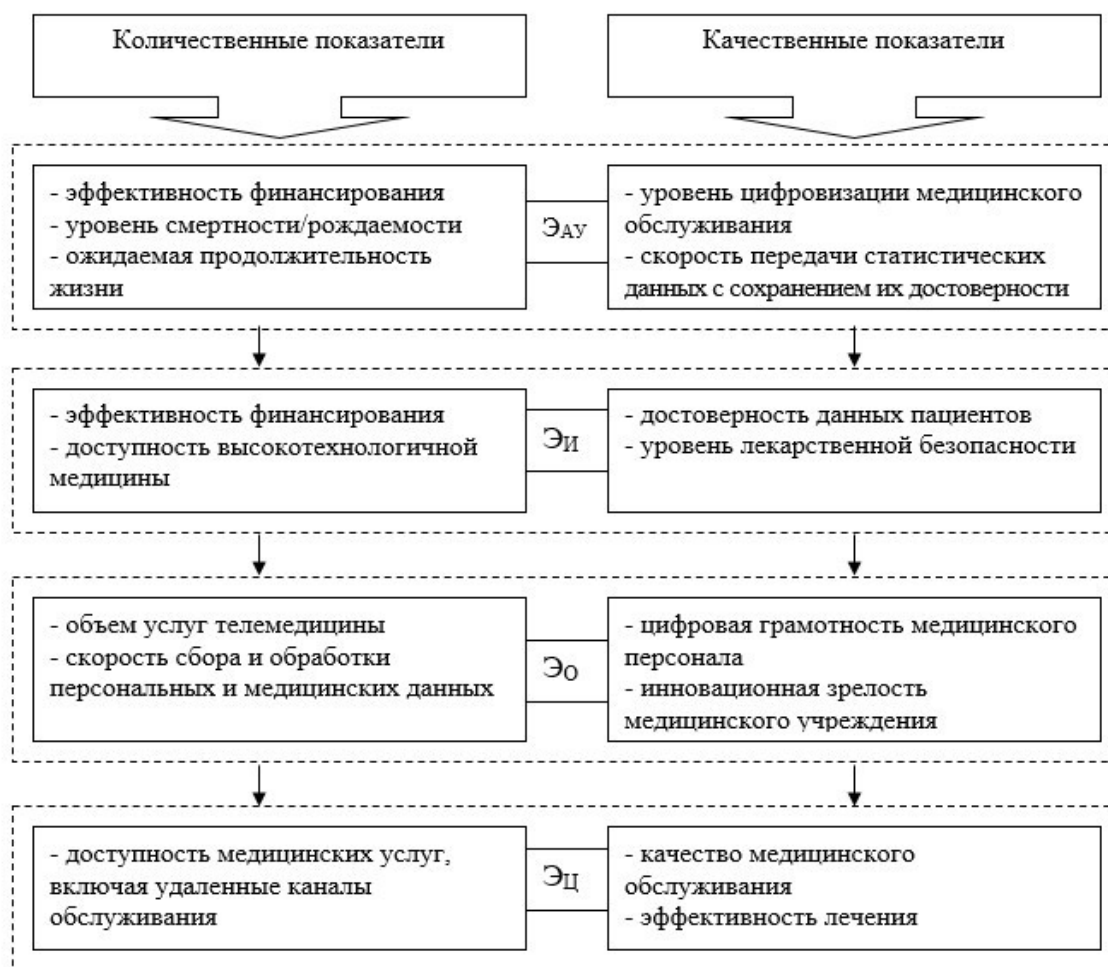 Количественные показатели
Качественные показатели
- эффективность финансирования
- уровень смертности/рождаемости
- ожидаемая продолжительность
жизни
ЭАУ
- уровень цифровизации медицинского
обслуживания
- скорость передачи статистических
данных с сохранением их достоверности
- эффективность финансирования
- доступность высокотехнологичной
медицины
ЭИ
- достоверность данных пациентов
- уровень лекарственной безопасности
- объем услуг телемедицины
- скорость сбора и обработки
персональных и медицинских данных
ЭО
- цифровая грамотность медицинского
персонала
- инновационная зрелость
медицинского учреждения
- доступность медицинских услуг,
включая удаленные каналы
обслуживания
ЭЦ
- качество медицинского
обслуживания
- эффективность лечения